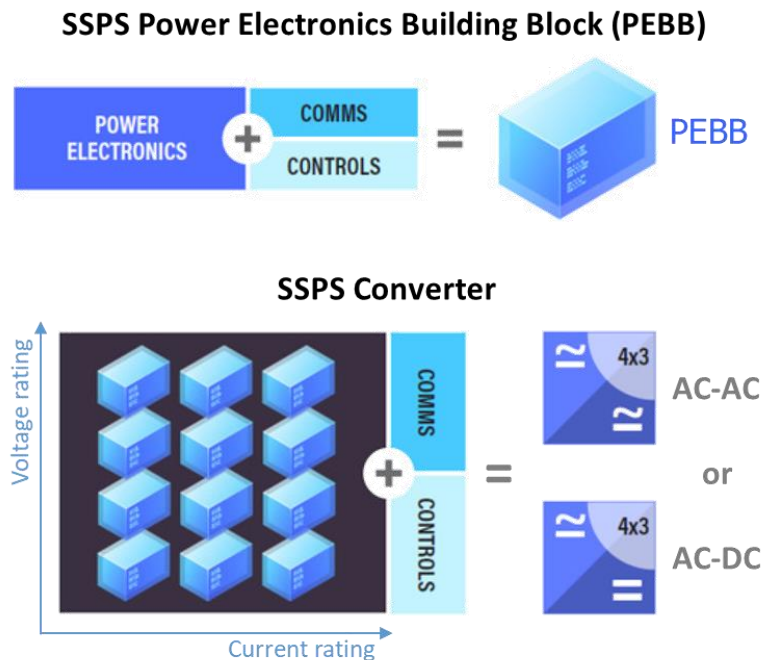 SSPS Power Electronics Building Block (PEBB)
POWER
ELECTRONICS
+
COMMS
CONTROLS
=
PEBB
SSPS Converter
Voltage rating
Current rating
COMMS
+
CONTROLS
=
4x3
AC-AC
or
4x3
AC-DC